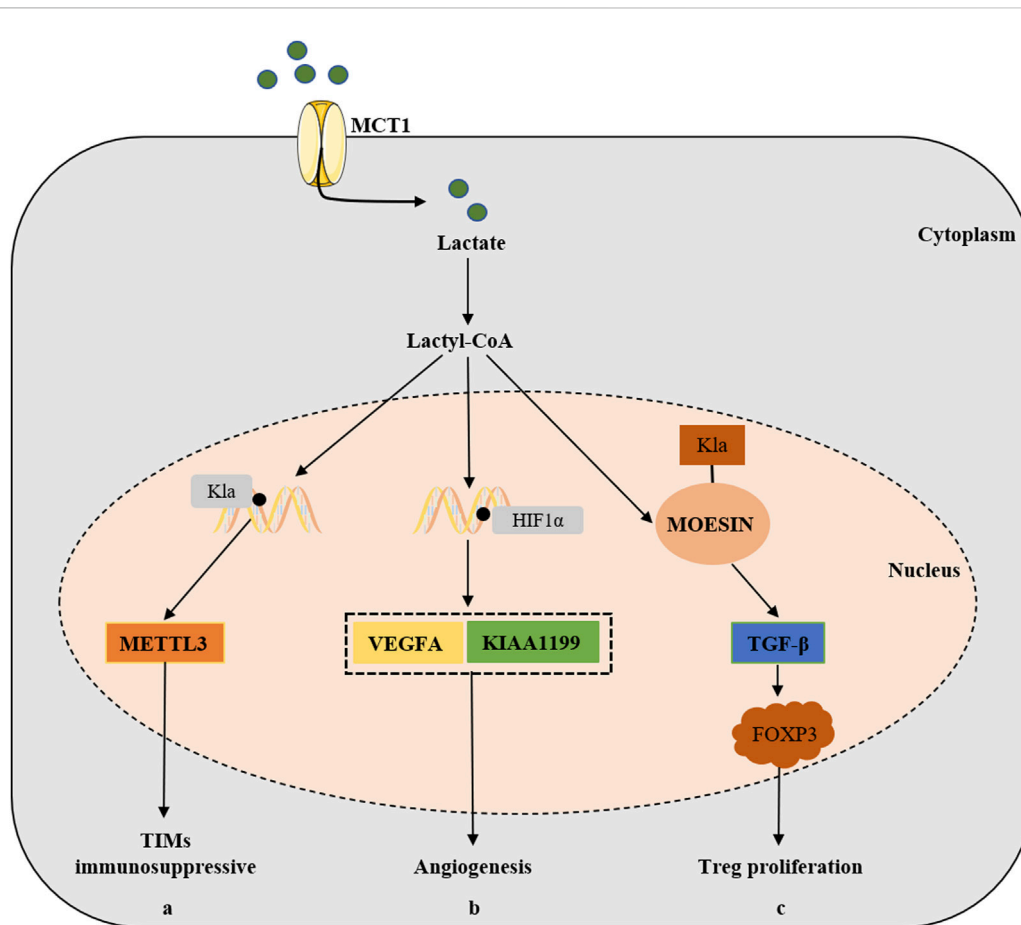 MCT1
Lactate
Cytoplasm
Lactyl-CoA
Kla
Kla
HIF1α
MOESIN
Nucleus
METTL3
VEGFA
KIAA1199
TGF-β
FOXP3
TIMs
immunosuppressive
Angiogenesis
Treg proliferation
a
b
c